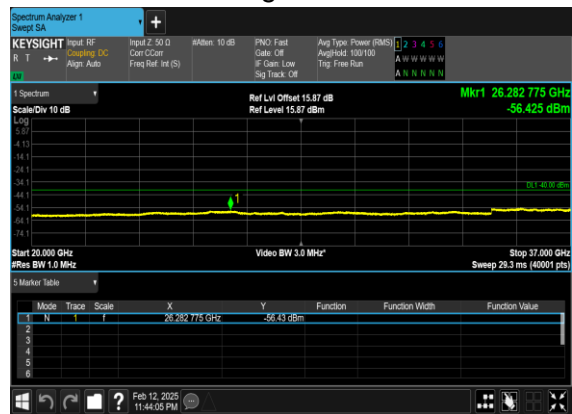 Spectrum Analyzer 1
Swept SA
KEYSIGHT Input: RF
R T Coupling: DC
Align: Auto
Input Z: 50 Ω
Corr CCorr
Freq Ref: Int (S)
#Atten: 10 dB
PNO: Fast
Gate: Off
IF Gain: Low
Sig Track: Off
Avg Type: Power (RMS)
Avg|Hold: 100/100
Trig: Free Run
1 2 3 4 5 6
A W W W W W
A N N N N N
LW
1 Spectrum
Scale/Div 10 dB
Ref Lvl Offset 15.87 dB
Ref Level 15.87 dBm
Mkr1 26.282 775 GHz
-56.425 dBm
Log
5.87
-4.13
-14.1
-24.1
-34.1
-44.1
-54.1
-64.1
-74.1
DL1 -40.00 dBm
1
Start 20.000 GHz
#Res BW 1.0 MHz
Video BW 3.0 MHz*
Stop 37.000 GHz
Sweep 29.3 ms (40001 pts)
5 Marker Table
Mode Trace Scale X Y Function Function Width Function Value
1 N 1 f 26.282 775 GHz -56.43 dBm
2
3
4
5
6
? Feb 12, 2025
11:44:05 PM